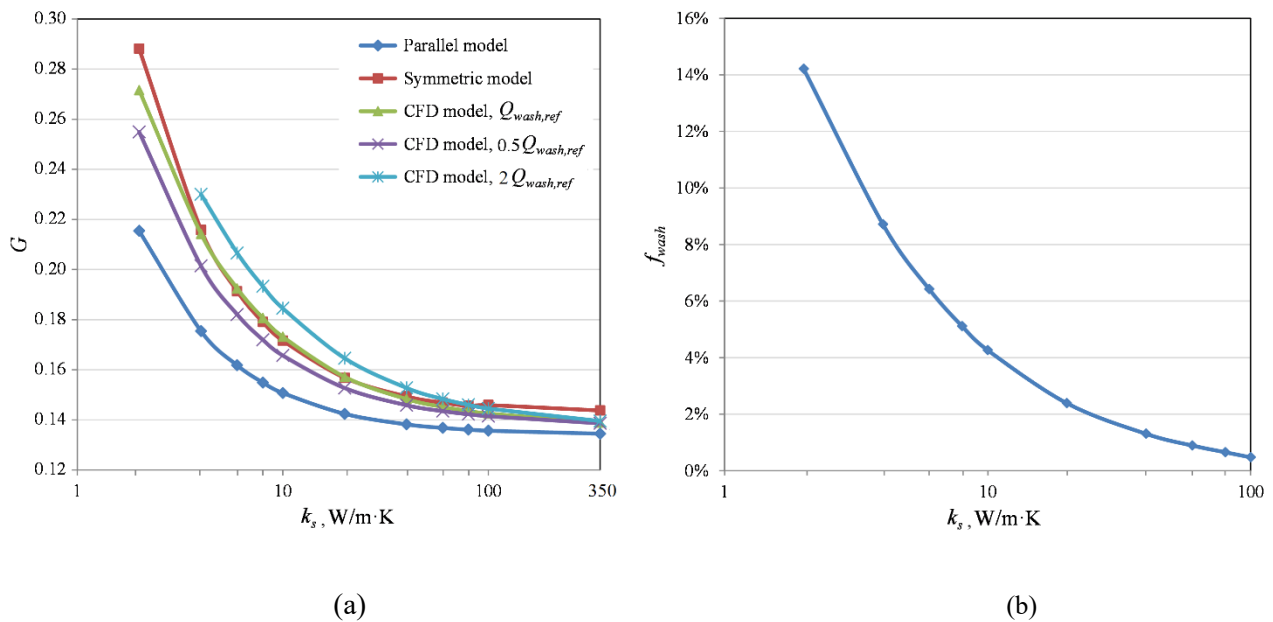 0.30
0.28
0.26
0.24
0.22
0.20
0.18
0.16
0.14
0.12
G
1 10 100 350
k_s, W/m·K
Parallel model
Symmetric model
CFD model, Q_wash,ref
CFD model, 0.5Q_wash,ref
CFD model, 2 Q_wash,ref
(a)
16%
14%
12%
10%
8%
6%
4%
2%
0%
f_wash
1 10 100
k_s, W/m·K
(b)